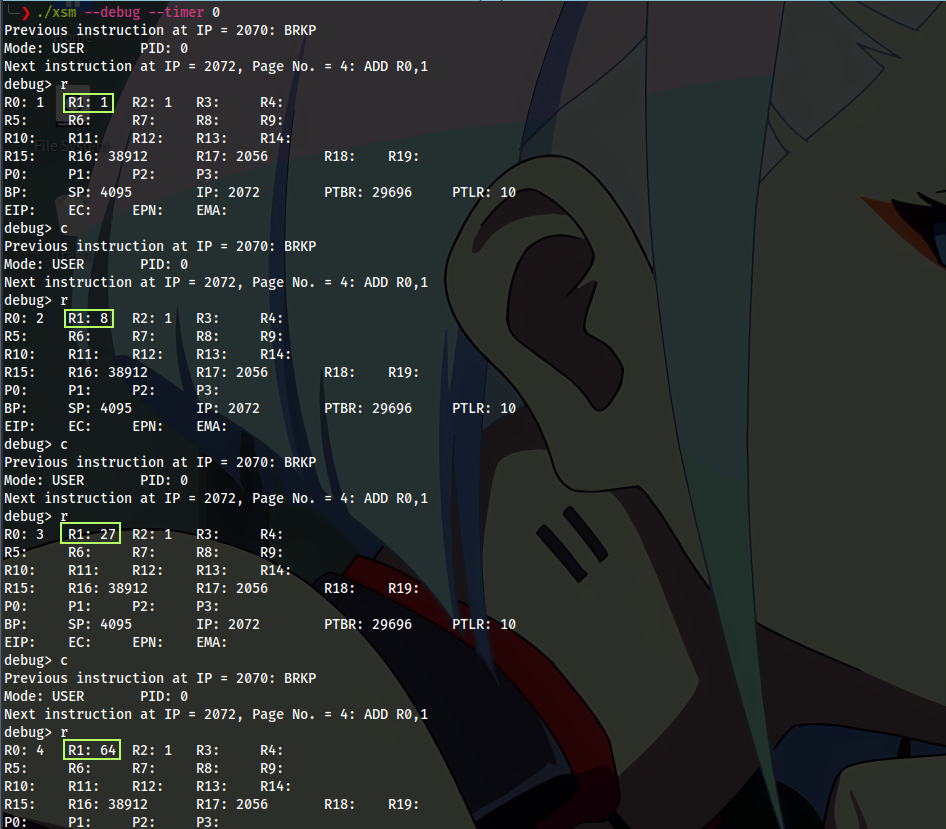 ❯ ./xsm --debug --timer 0
Previous instruction at IP = 2070: BRKP
Mode: USER       PID: 0
Next instruction at IP = 2072, Page No. = 4: ADD R0,1
debug> r
R0: 1   R1: 1   R2: 1   R3:     R4:
R5:     R6:     R7:     R8:     R9:
R10:    R11:    R12:    R13:    R14:
R15:    R16: 38912      R17: 2056       R18:    R19:
P0:     P1:     P2:     P3:
BP:     SP: 4095        IP: 2072        PTBR: 29696     PTLR: 10
EIP:    EC:     EPN:    EMA:
debug> c
Previous instruction at IP = 2070: BRKP
Mode: USER       PID: 0
Next instruction at IP = 2072, Page No. = 4: ADD R0,1
debug> r
R0: 2   R1: 8   R2: 1   R3:     R4:
R5:     R6:     R7:     R8:     R9:
R10:    R11:    R12:    R13:    R14:
R15:    R16: 38912      R17: 2056       R18:    R19:
P0:     P1:     P2:     P3:
BP:     SP: 4095        IP: 2072        PTBR: 29696     PTLR: 10
EIP:    EC:     EPN:    EMA:
debug> c
Previous instruction at IP = 2070: BRKP
Mode: USER       PID: 0
Next instruction at IP = 2072, Page No. = 4: ADD R0,1
debug> r
R0: 3   R1: 27  R2: 1   R3:     R4:
R5:     R6:     R7:     R8:     R9:
R10:    R11:    R12:    R13:    R14:
R15:    R16: 38912      R17: 2056       R18:    R19:
P0:     P1:     P2:     P3:
BP:     SP: 4095        IP: 2072        PTBR: 29696     PTLR: 10
EIP:    EC:     EPN:    EMA:
debug> c
Previous instruction at IP = 2070: BRKP
Mode: USER       PID: 0
Next instruction at IP = 2072, Page No. = 4: ADD R0,1
debug> r
R0: 4   R1: 64  R2: 1   R3:     R4:
R5:     R6:     R7:     R8:     R9:
R10:    R11:    R12:    R13:    R14:
R15:    R16: 38912      R17: 2056       R18:    R19:
P0:     P1:     P2:     P3: